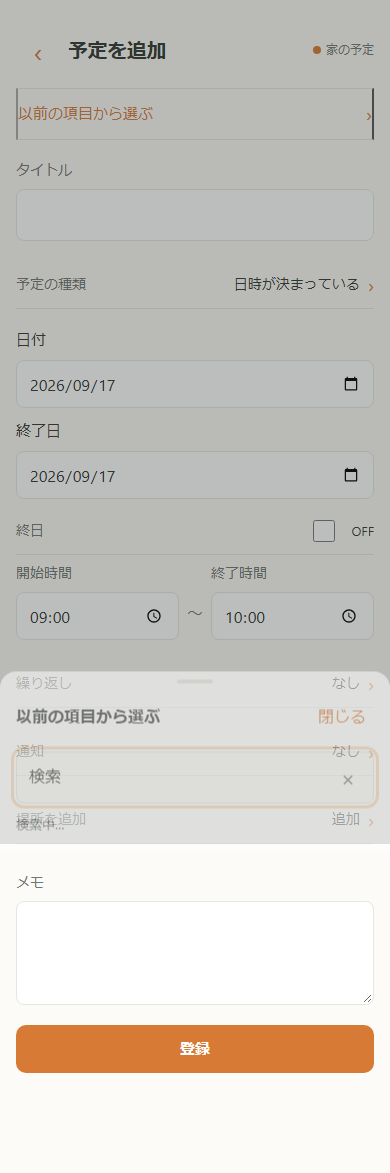 ‹ 予定を追加 家の予定
以前の項目から選ぶ ›
タイトル
予定の種類 日時が決まっている ›
日付
2026/09/17
終了日
2026/09/17
終日 OFF
開始時間 終了時間
09:00 ～ 10:00
繰り返し なし ›
以前の項目から選ぶ 閉じる
通知 なし ›
検索 ×
場所を追加 追加 ›
検索中...
メモ
登録